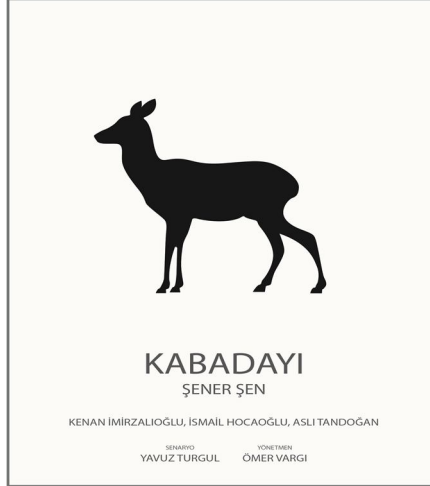 KABADAYI
ŞENER ŞEN
KENAN İMİRZALIOĞLU, İSMAİL HOCAOĞLU, ASLI TANDOĞAN
SENARYO YÖNETMEN
YAVUZ TURGUL ÖMER VARGI